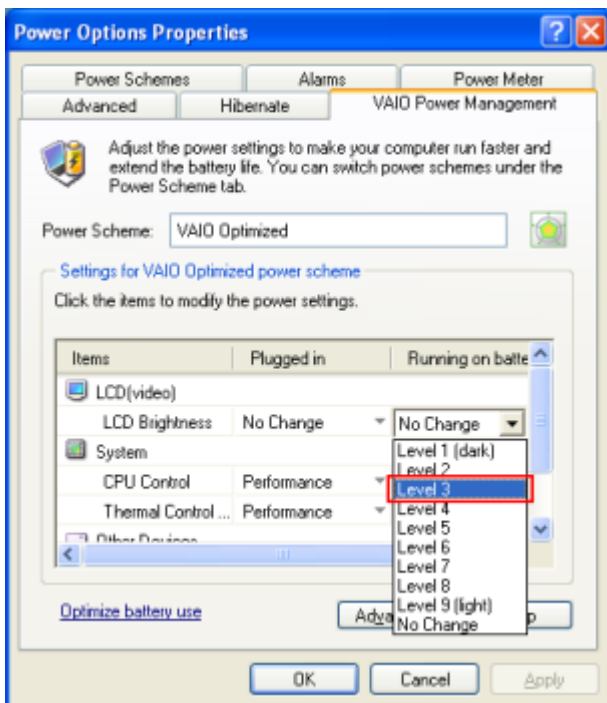 Power Options Properties
Power Schemes Alarms Power Meter
Advanced Hibernate VAIO Power Management
Adjust the power settings to make your computer run faster and
extend the battery life. You can switch power schemes under the
Power Scheme tab.
Power Scheme: VAIO Optimized
Settings for VAIO Optimized power scheme
Click the items to modify the power settings.
Items Plugged in Running on batte
LCD(video)
LCD Brightness No Change No Change
System
CPU Control Performance
Thermal Control ... Performance
Other Devices
Level 1 (dark)
Level 2
Level 3
Level 4
Level 5
Level 6
Level 7
Level 8
Level 9 (light)
No Change
Optimize battery use Adva p
OK Cancel Apply